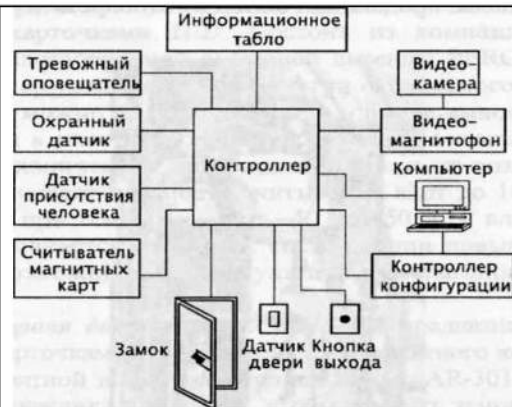 Информационное
табло
Тревожный
оповещатель
Видео-
камера
Охранный
датчик
Видео-
магнитофон
Контроллер
Компьютер
Датчик
присутствия
человека
Считыватель
магнитных
карт
Контроллер
конфигурации
Замок
Датчик
двери
Кнопка
выхода